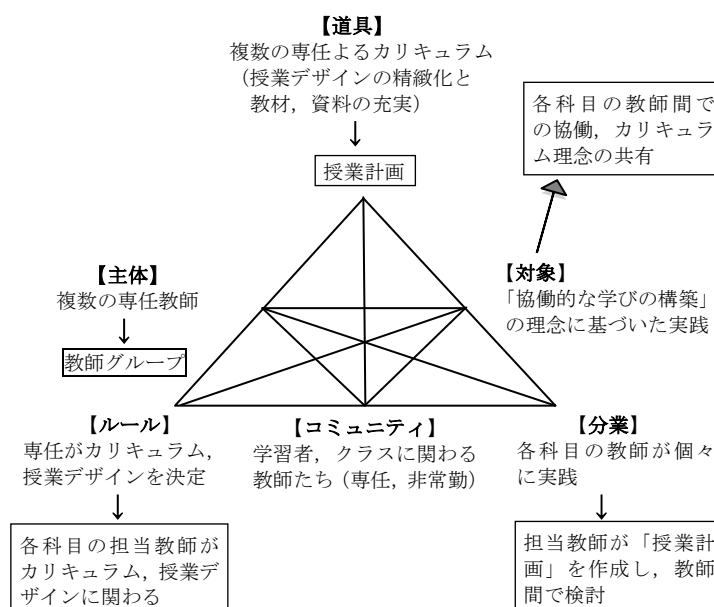 【道具】
複数の専任よるカリキュラム
（授業デザインの精緻化と
教材，資料の充実）
↓
授業計画
各科目の教師間で
の協働，カリキュラ
ム理念の共有
【主体】
複数の専任教師
↓
教師グループ
【対象】
「協働的な学びの構築」
の理念に基づいた実践
【ルール】
専任がカリキュラム，
授業デザインを決定
↓
各科目の担当教師が
カリキュラム，授業デ
ザインに関わる
【コミュニティ】
学習者，クラスに関わる
教師たち（専任，非常勤）
【分業】
各科目の教師が個々
に実践
↓
担当教師が「授業計
画」を作成し，教師
間で検討